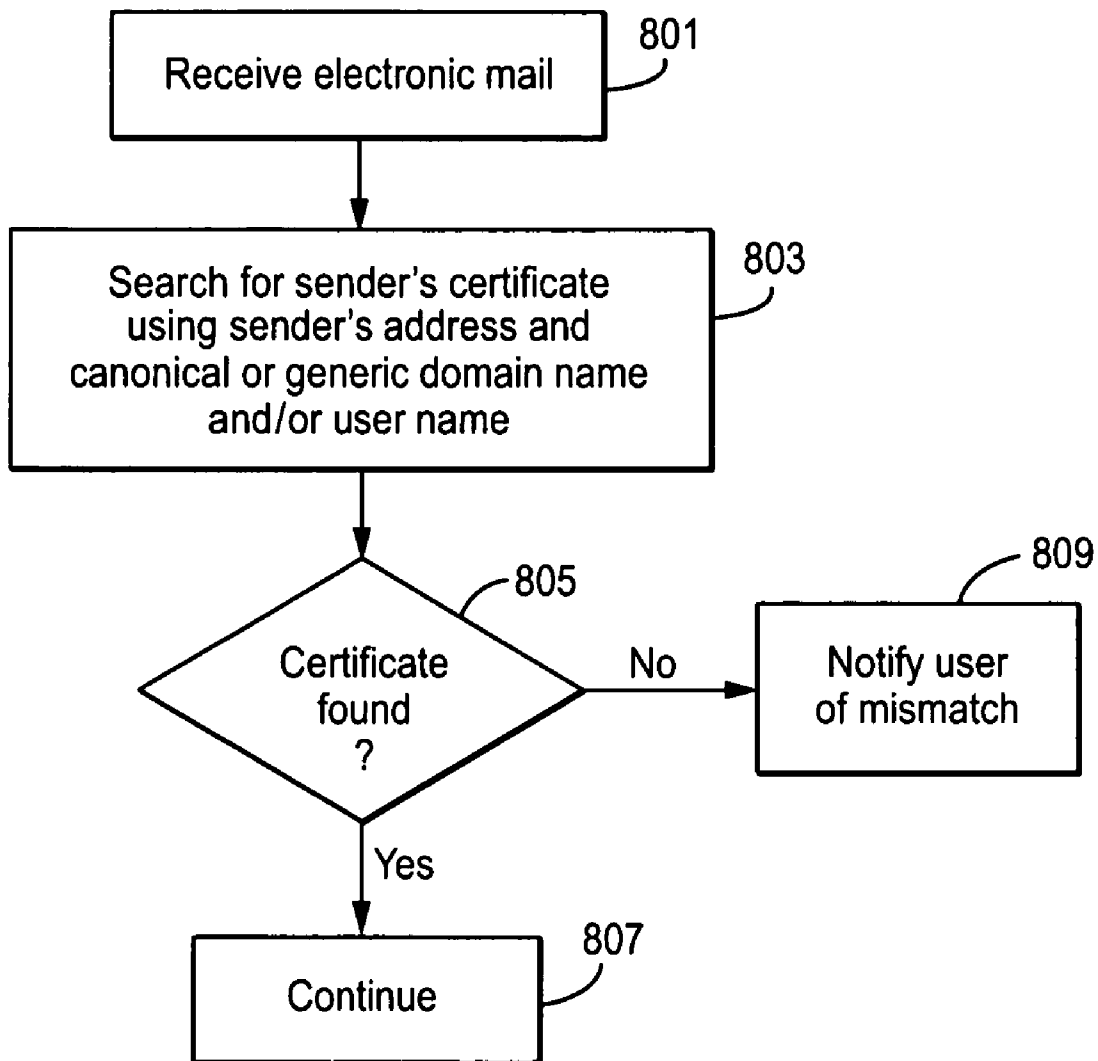 801
Receive electronic mail
803
Search for sender's certificate
using sender's address and
canonical or generic domain name
and/or user name
805
Certificate
found
?
No
809
Notify user
of mismatch
Yes
807
Continue